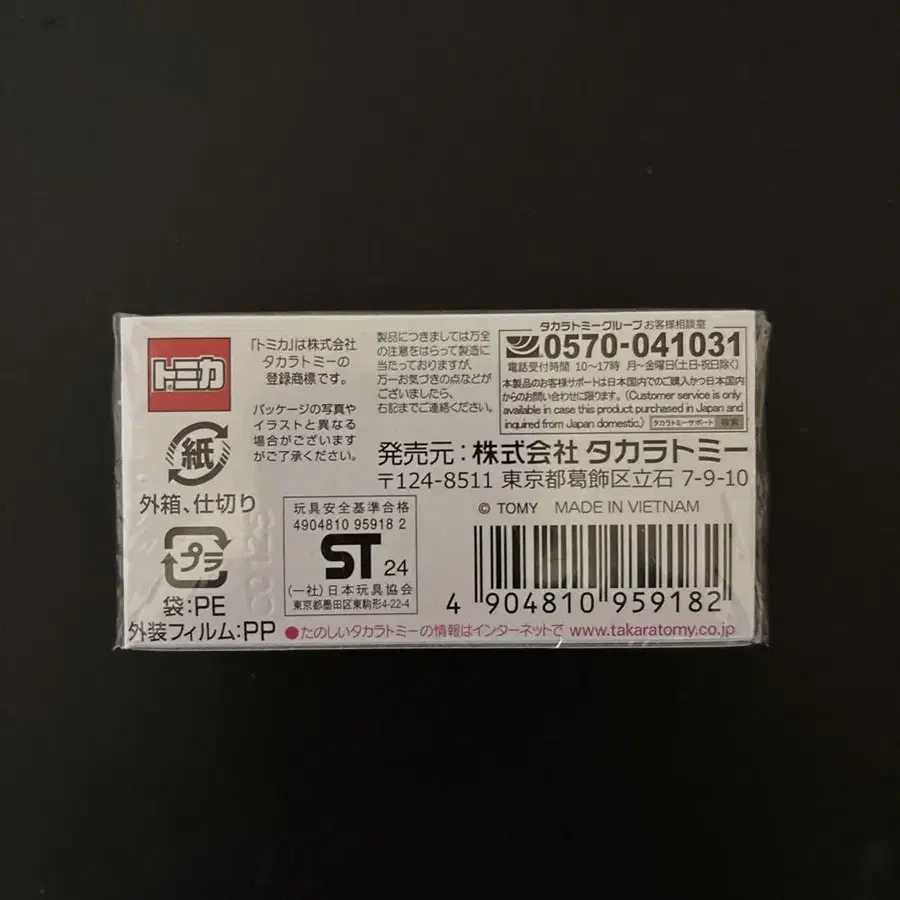 トミカ
「トミカ」は株式会社
タカラトミーの
登録商標です。
パッケージの写真や
イラストと異なる
場合がございます
がご了承ください。
製品につきましては万全
の注意をはらって製造に
当たっておりますが、
万一お気づきの点などが
ございましたら、
右記までご連絡ください。
タカラトミーグループお客様相談室
0570-041031
電話受付時間 10〜17時 月〜金曜日(土日・祝日除く)
本製品のお客様サポートは日本国内でのご購入かつ日本国内
からのお問い合わせに限ります。(Customer service is only
available in case this product purchased in Japan and
inquired from Japan domestic.) タカラトミーサポート 検索
発売元:株式会社 タカラトミー
〒124-8511 東京都葛飾区立石 7-9-10
© TOMY MADE IN VIETNAM
紙
外箱、仕切り
プラ
袋:PE
外装フィルム:PP
玩具安全基準合格
4904810 95918 2
ST 24
(一社)日本玩具協会
東京都墨田区東駒形4-22-4
4 904810 959182
●たのしいタカラトミーの情報はインターネットで www.takaratomy.co.jp